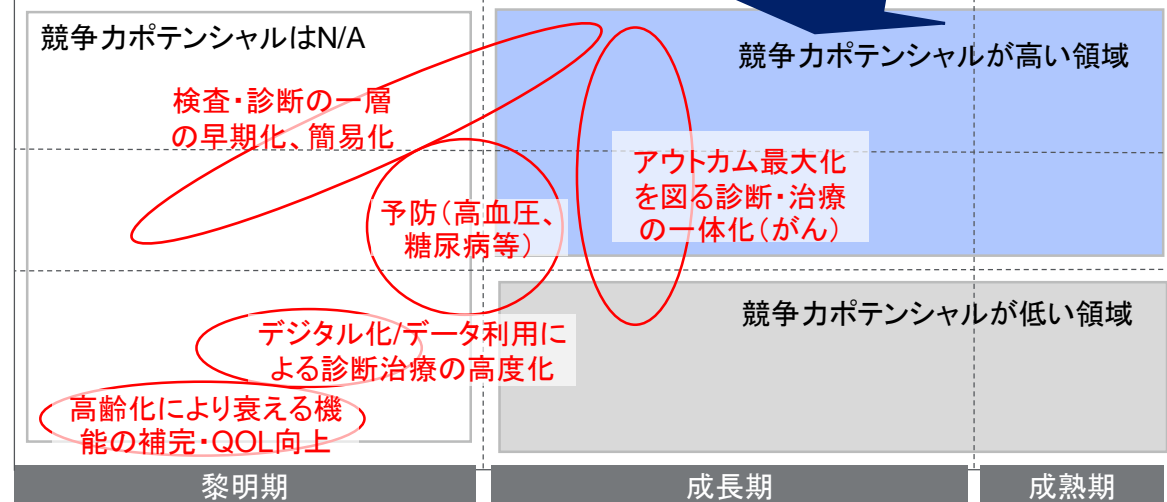 競争力ポテンシャルはN/A
競争力ポテンシャルが高い領域
検査・診断の一層
の早期化、簡易化
アウトカム最大化
を図る診断・治療
の一体化（がん）
予防（高血圧、
糖尿病等）
競争力ポテンシャルが低い領域
デジタル化/データ利用に
よる診断治療の高度化
高齢化により衰える機
能の補完・QOL向上
黎明期
成長期
成熟期